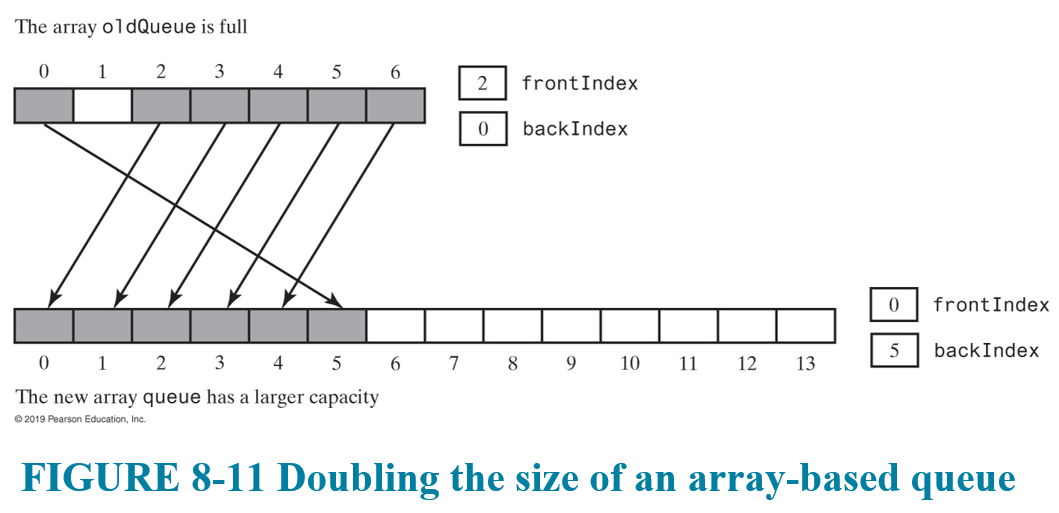 The array oldQueue is full
0 1 2 3 4 5 6
2 frontIndex
0 backIndex
0 frontIndex
5 backIndex
0 1 2 3 4 5 6 7 8 9 10 11 12 13
The new array queue has a larger capacity
© 2019 Pearson Education, Inc.
FIGURE 8-11 Doubling the size of an array-based queue